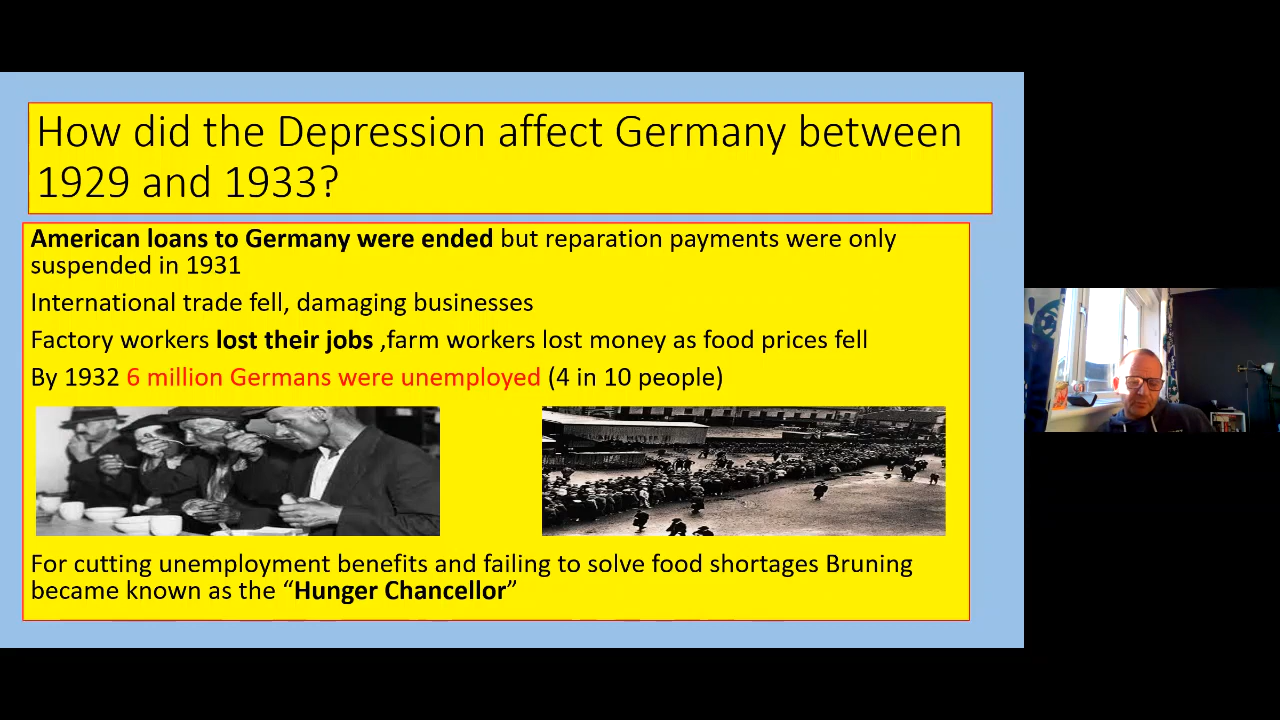 How did the Depression affect Germany between
1929 and 1933?
American loans to Germany were ended but reparation payments were only
suspended in 1931
International trade fell, damaging businesses
Factory workers lost their jobs ,farm workers lost money as food prices fell
By 1932 6 million Germans were unemployed (4 in 10 people)
For cutting unemployment benefits and failing to solve food shortages Bruning
became known as the “Hunger Chancellor”